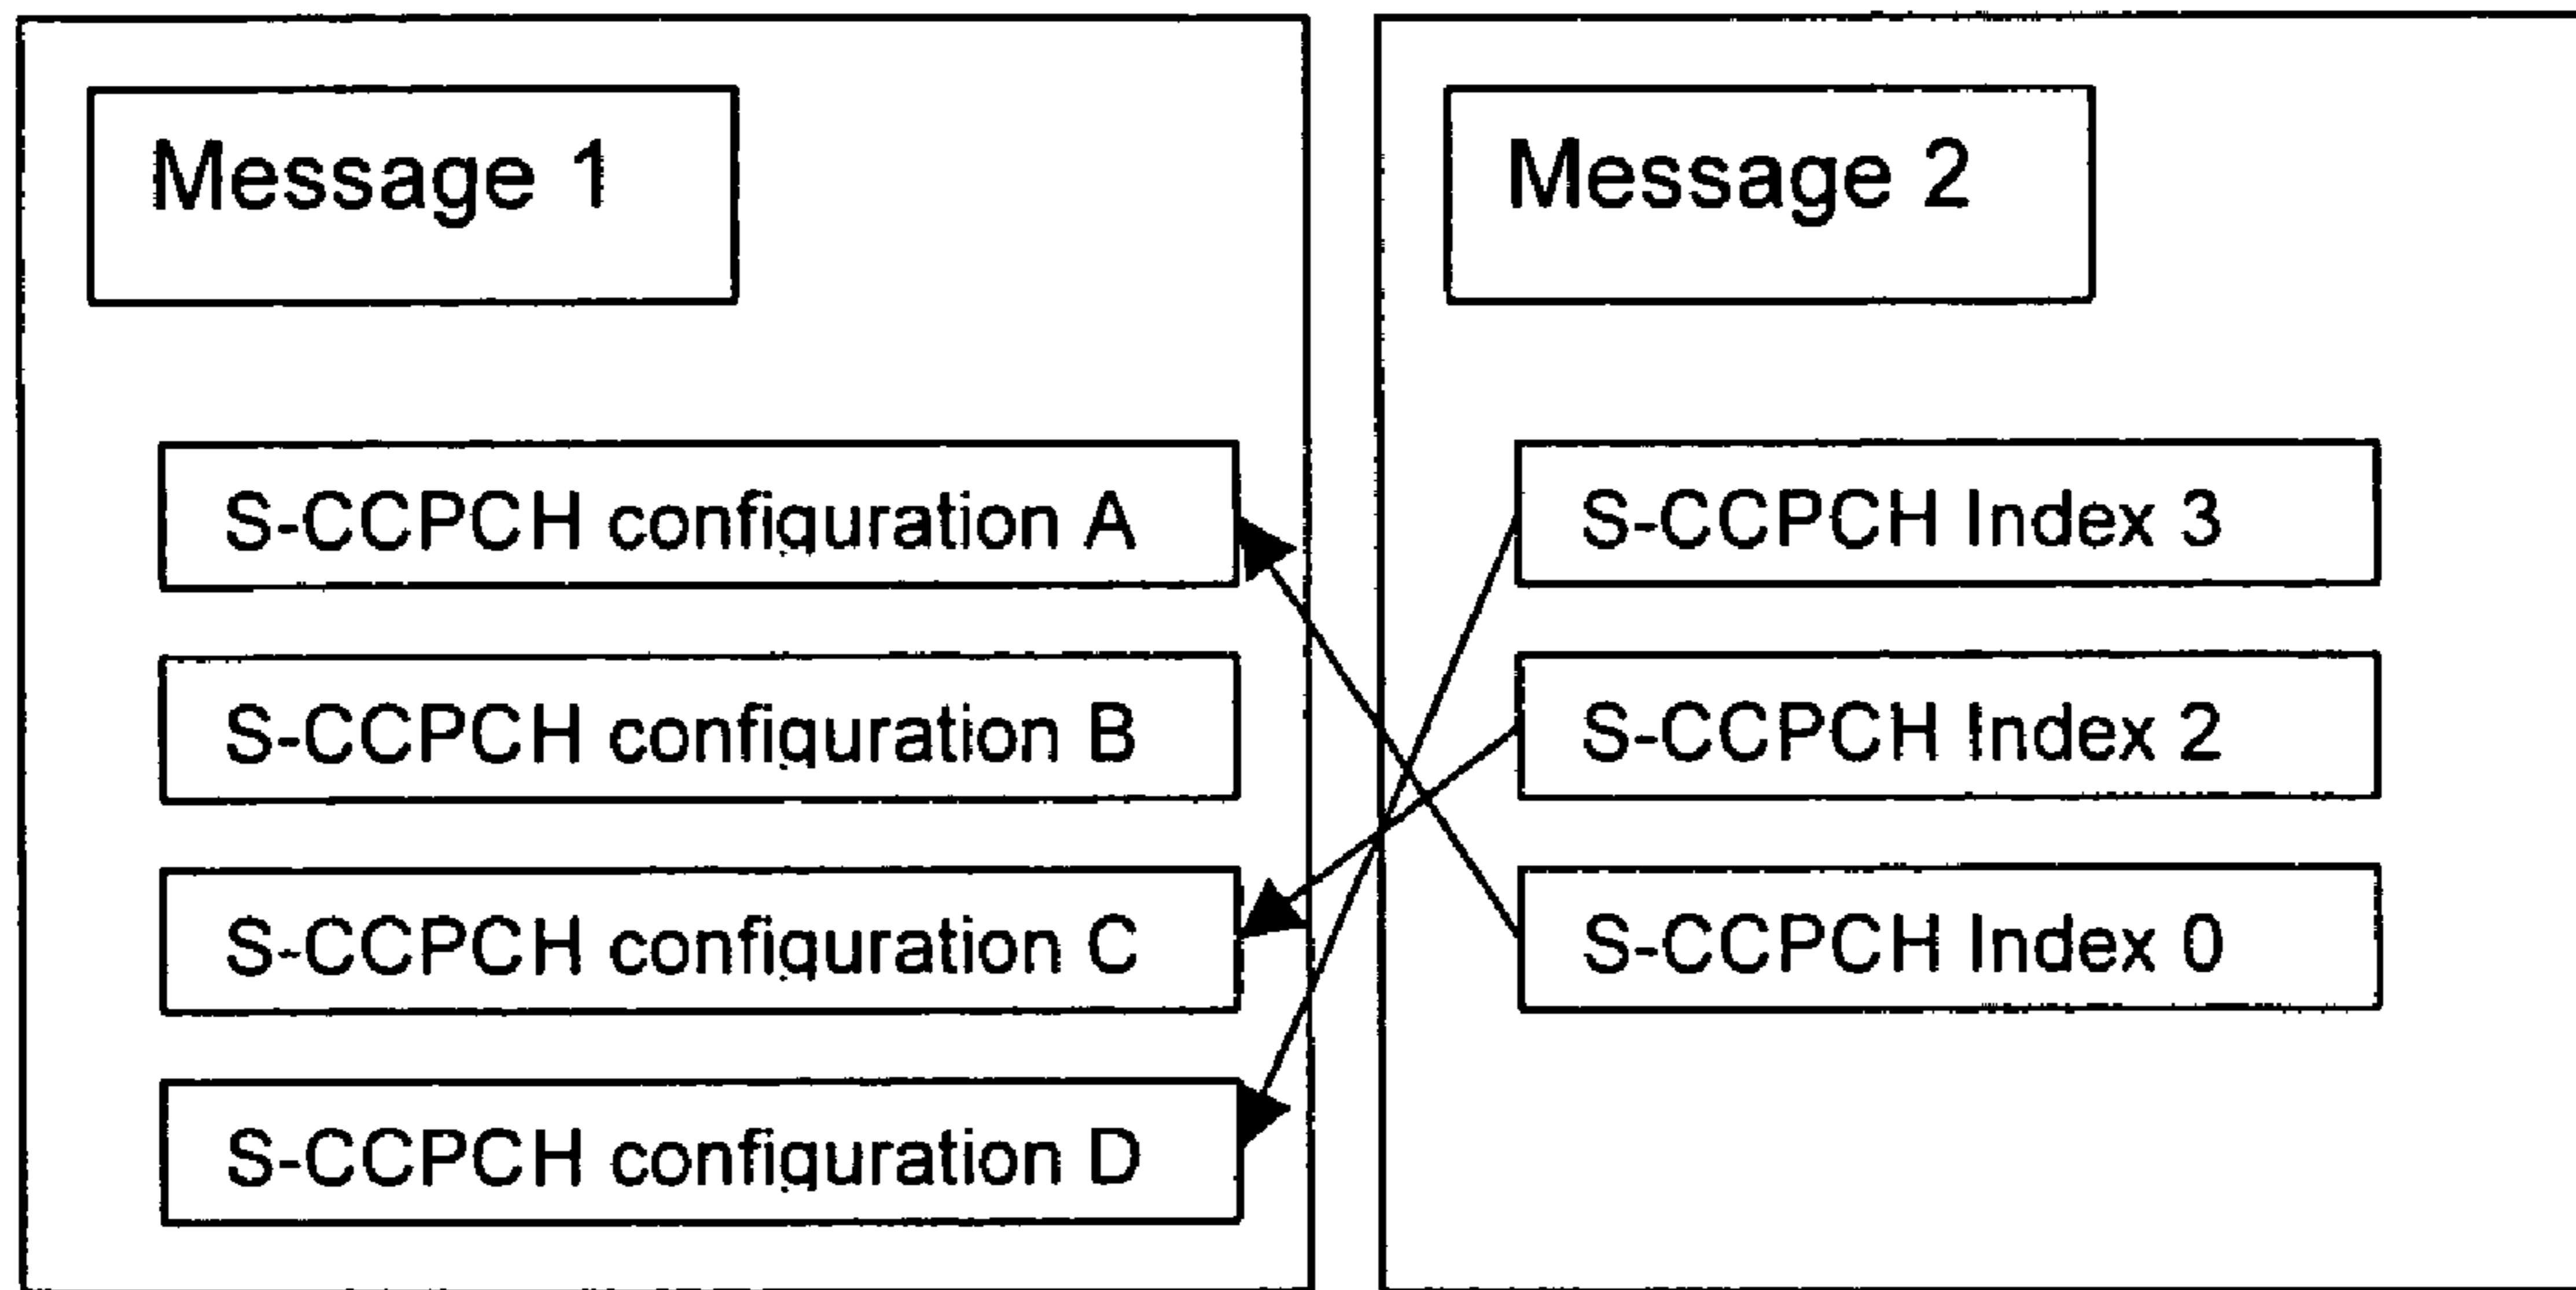 Message 1
S-CCPCH configuration A
S-CCPCH configuration B
S-CCPCH configuration C
S-CCPCH configuration D
Message 2
S-CCPCH Index 3
S-CCPCH Index 2
S-CCPCH Index 0